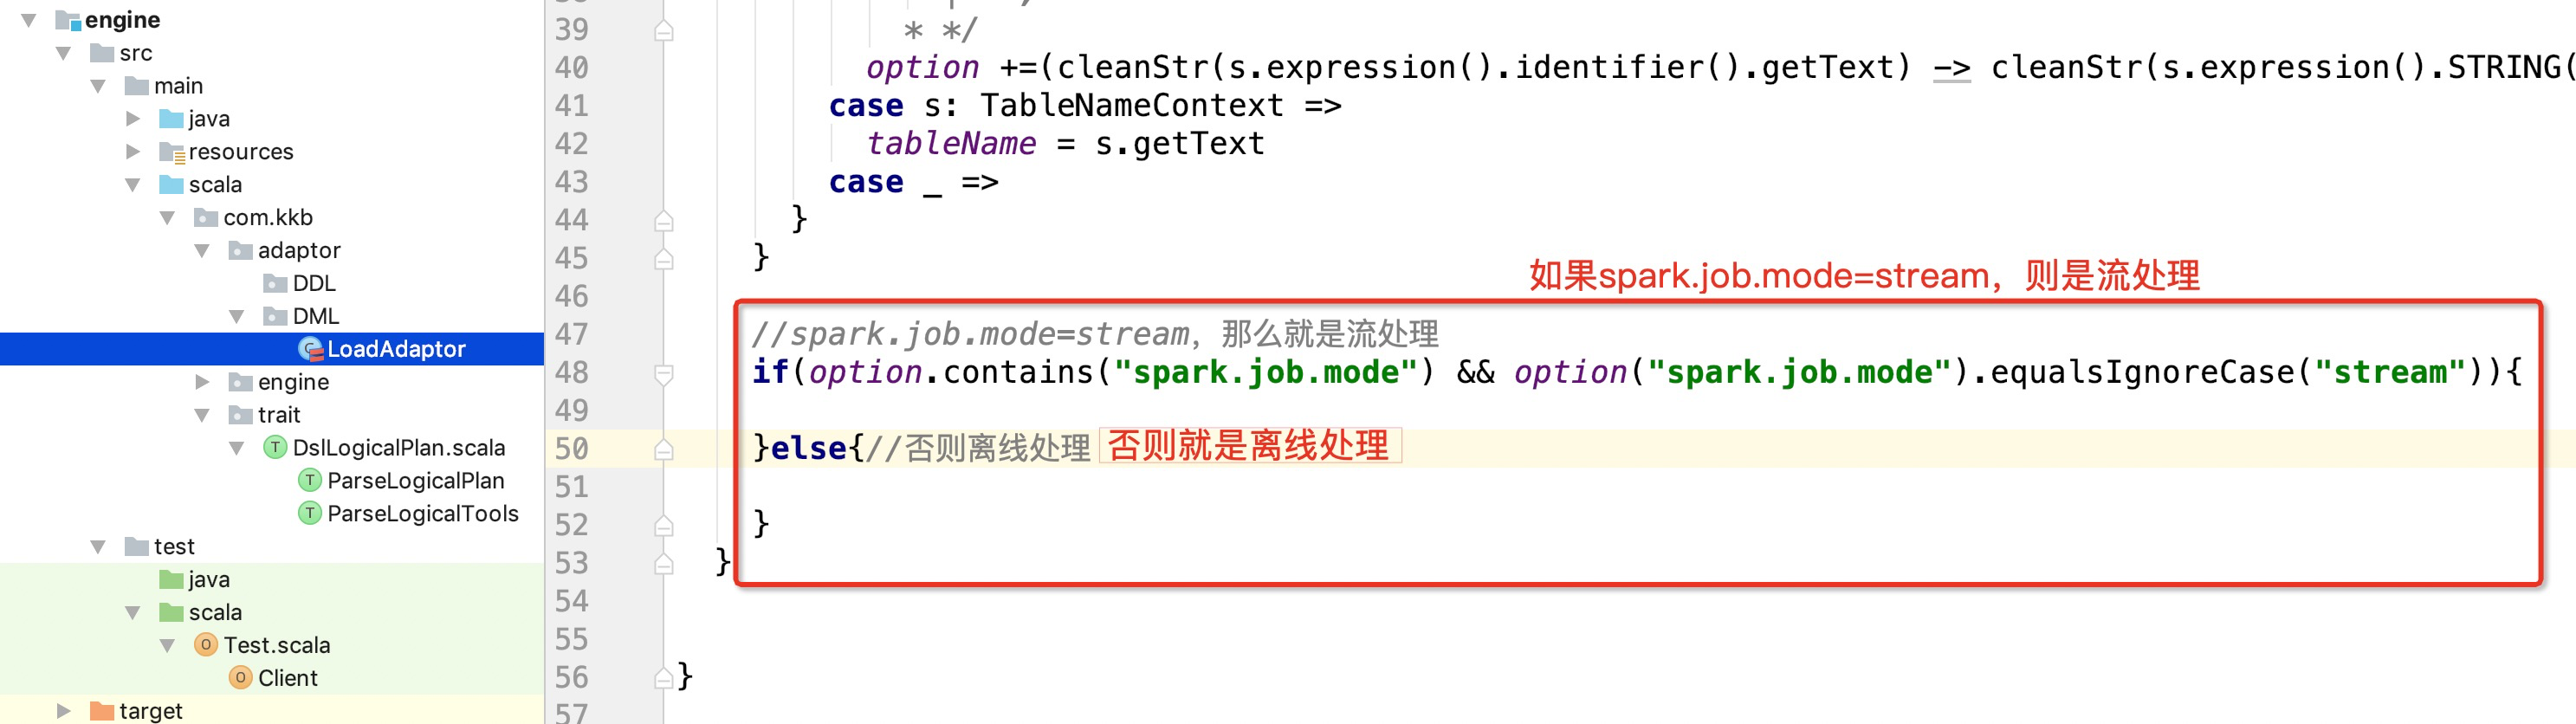 engine
src
main
java
resources
scala
com.kkb
adaptor
DDL
DML
LoadAdaptor
engine
trait
DslLogicalPlan.scala
ParseLogicalPlan
ParseLogicalTools
test
java
scala
Test.scala
Client
target
39 * */
40 option +=(cleanStr(s.expression().identifier().getText) -> cleanStr(s.expression().STRING(
41 case s: TableNameContext =>
42 tableName = s.getText
43 case _ =>
44 }
45 }
如果spark.job.mode=stream，则是流处理
46
47 //spark.job.mode=stream，那么就是流处理
48 if(option.contains("spark.job.mode") && option("spark.job.mode").equalsIgnoreCase("stream")){
49
50 }else{//否则离线处理 否则就是离线处理
51
52 }
53 }
54
55
56 }
57